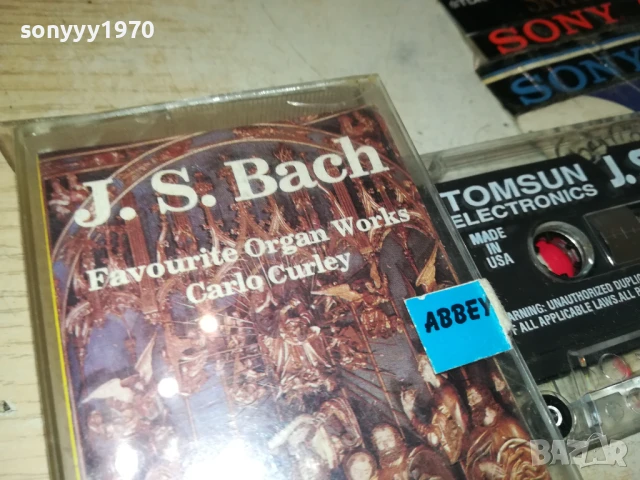 sonyyy1970
SONY
SONY
J. S. Bach
Favourite Organ Works
Carlo Curley
ABBEY
TOMSUN
ELECTRONICS
J.S
MADE
IN
USA
WARNING: UNAUTHORIZED DUPLI
OF ALL APPLICABLE LAWS. ALL
BAZAR